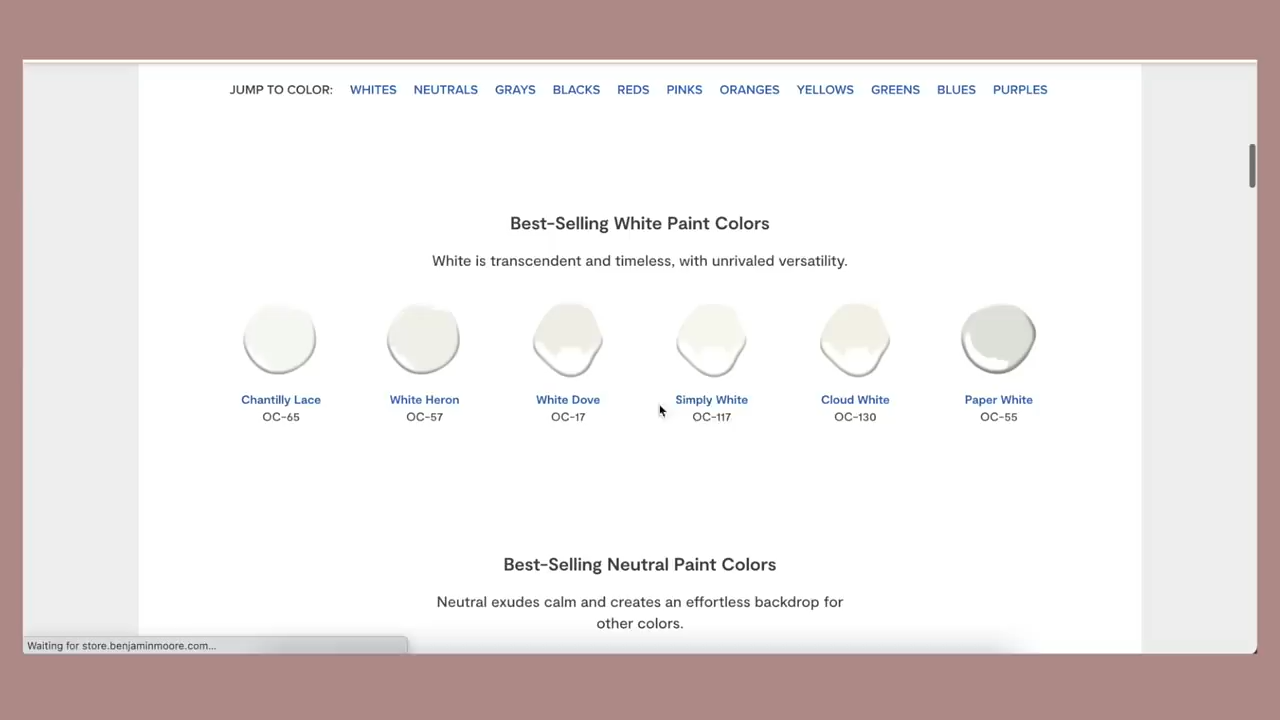 JUMP TO COLOR: WHITES NEUTRALS GRAYS BLACKS REDS PINKS ORANGES YELLOWS GREENS BLUES PURPLES
Best-Selling White Paint Colors
White is transcendent and timeless, with unrivaled versatility.
Chantilly Lace White Heron White Dove Simply White Cloud White Paper White
OC-65 OC-57 OC-17 OC-117 OC-130 OC-55
Best-Selling Neutral Paint Colors
Neutral exudes calm and creates an effortless backdrop for
other colors.
Waiting for store.benjaminmoore.com...